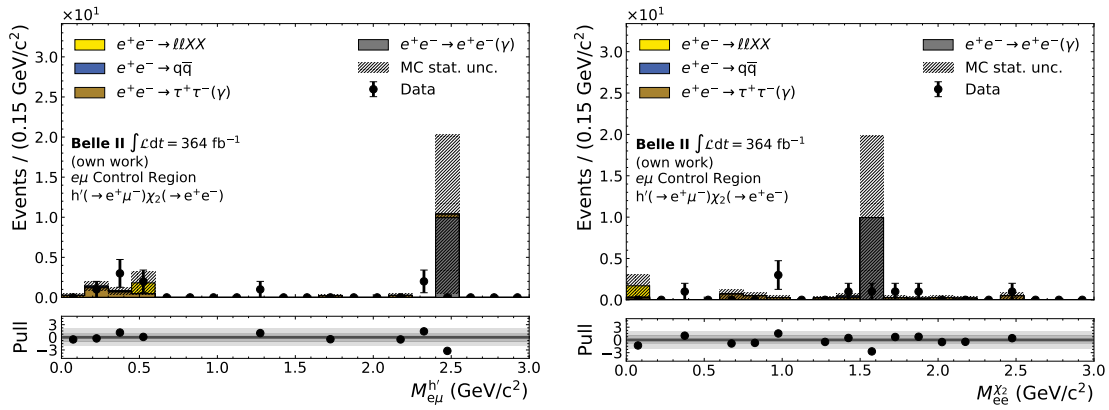 ×10¹
Events / (0.15 GeV/c²)
3.0
2.5
2.0
1.5
1.0
0.5
0.0
e⁺e⁻→ℓℓXX
e⁺e⁻→qq̅
e⁺e⁻→τ⁺τ⁻(γ)
e⁺e⁻→e⁺e⁻(γ)
MC stat. unc.
Data
Belle II ∫ℒdt = 364 fb⁻¹
(own work)
eμ Control Region
h′(→e⁺μ⁻)χ₂(→e⁺e⁻)
Pull
3
0
−3
0.0 0.5 1.0 1.5 2.0 2.5 3.0
M_eμ^h′ (GeV/c²)
×10¹
Events / (0.15 GeV/c²)
3.0
2.5
2.0
1.5
1.0
0.5
0.0
e⁺e⁻→ℓℓXX
e⁺e⁻→qq̅
e⁺e⁻→τ⁺τ⁻(γ)
e⁺e⁻→e⁺e⁻(γ)
MC stat. unc.
Data
Belle II ∫ℒdt = 364 fb⁻¹
(own work)
eμ Control Region
h′(→e⁺μ⁻)χ₂(→e⁺e⁻)
Pull
3
0
−3
0.0 0.5 1.0 1.5 2.0 2.5 3.0
M_ee^χ₂ (GeV/c²)